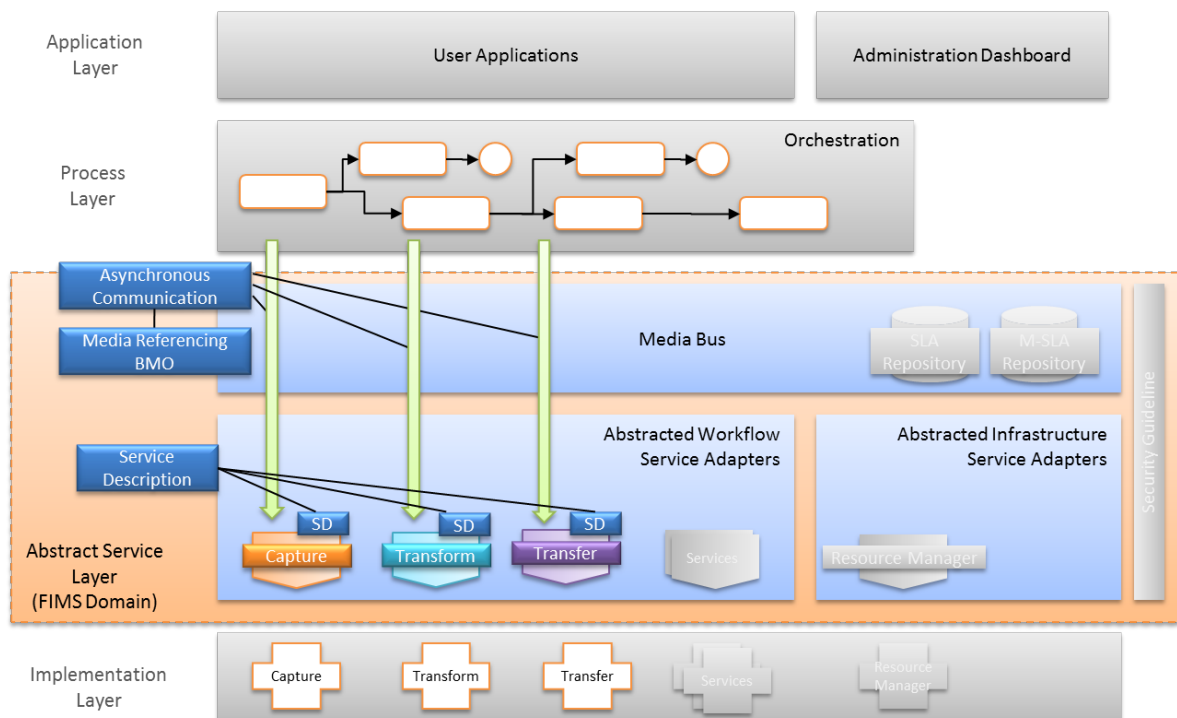 Application
Layer
User Applications
Administration Dashboard
Process
Layer
Orchestration
Asynchronous
Communication
Media Referencing
BMO
Media Bus
SLA
Repository
M-SLA
Repository
Security Guideline
Service
Description
Abstracted Workflow
Service Adapters
Abstracted Infrastructure
Service Adapters
SD
SD
SD
Capture
Transform
Transfer
Services
Resource Manager
Abstract Service
Layer
(FIMS Domain)
Implementation
Layer
Capture
Transform
Transfer
Services
Resource
Manager